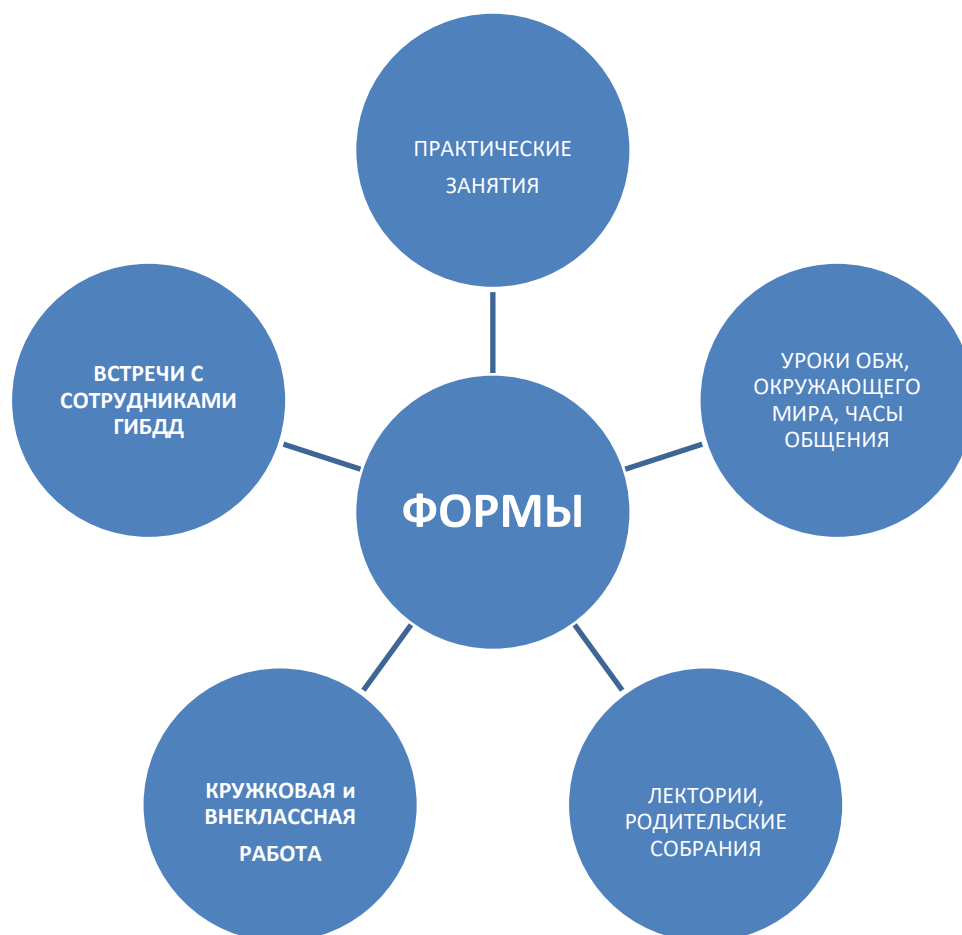 ПРАКТИЧЕСКИЕ
ЗАНЯТИЯ
УРОКИ ОБЖ,
ОКРУЖАЮЩЕГО
МИРА, ЧАСЫ
ОБЩЕНИЯ
ВСТРЕЧИ С
СОТРУДНИКАМИ
ГИБДД
ФОРМЫ
КРУЖКОВАЯ и
ВНЕКЛАССНАЯ
РАБОТА
ЛЕКТОРИИ,
РОДИТЕЛЬСКИЕ
СОБРАНИЯ